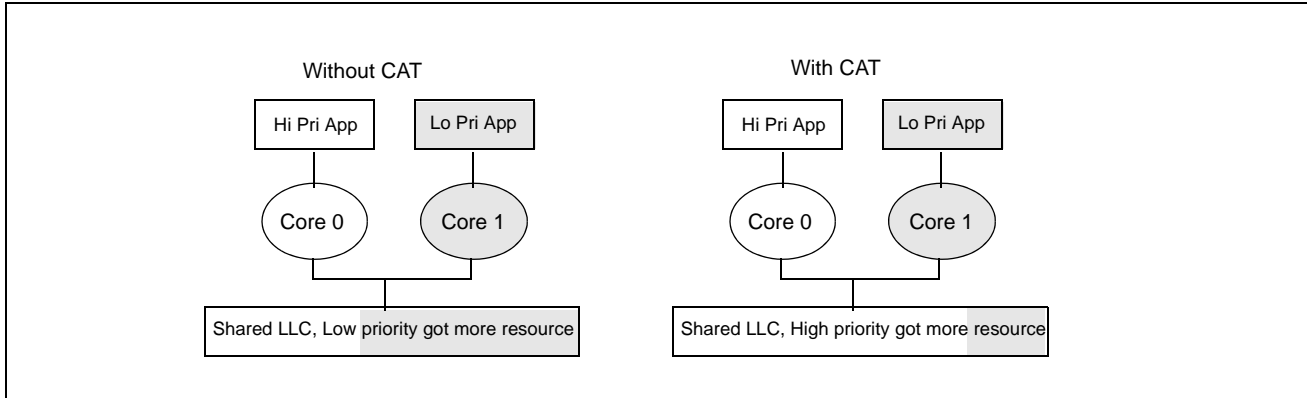 Without CAT
Hi Pri App
Lo Pri App
Core 0
Core 1
Shared LLC, Low priority got more resource
With CAT
Hi Pri App
Lo Pri App
Core 0
Core 1
Shared LLC, High priority got more resource